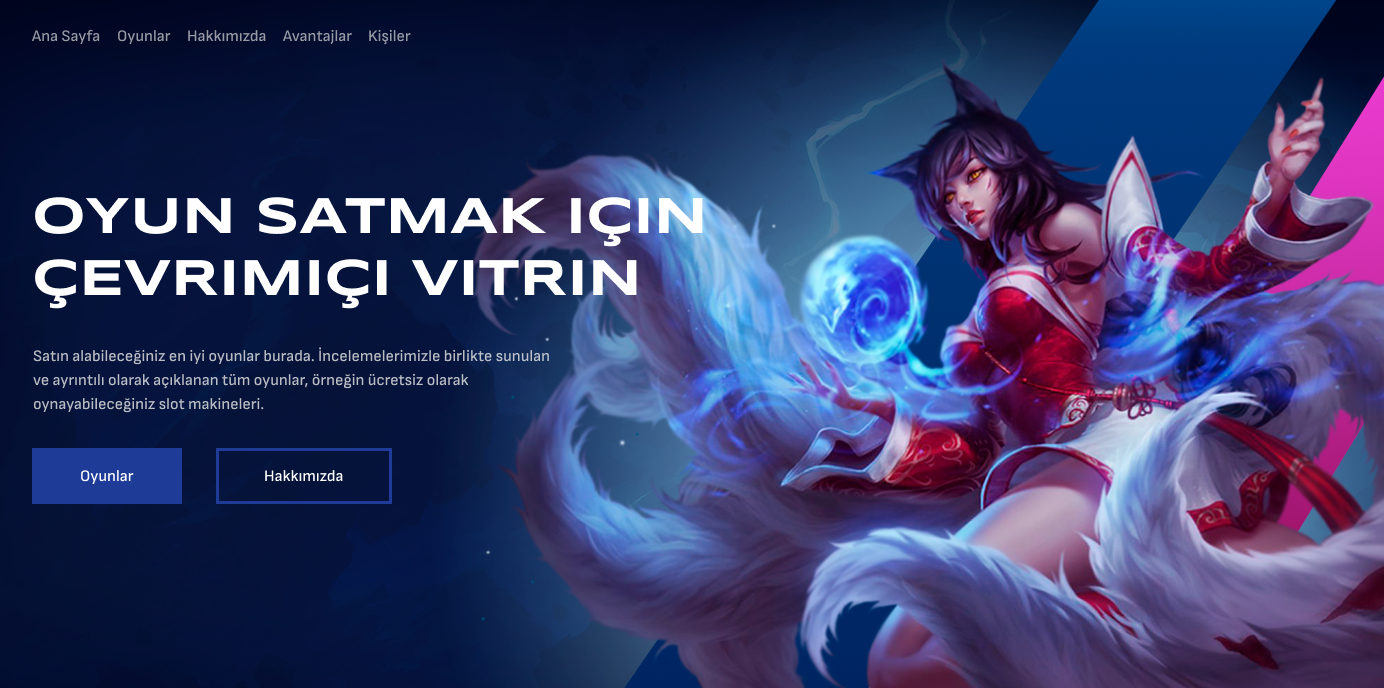 Ana Sayfa Oyunlar Hakkımızda Avantajlar Kişiler
OYUN SATMAK IÇIN
ÇEVRIMIÇI VITRIN
Satın alabileceğiniz en iyi oyunlar burada. İncelemelerimizle birlikte sunulan
ve ayrıntılı olarak açıklanan tüm oyunlar, örneğin ücretsiz olarak
oynayabileceğiniz slot makineleri.
Oyunlar Hakkımızda